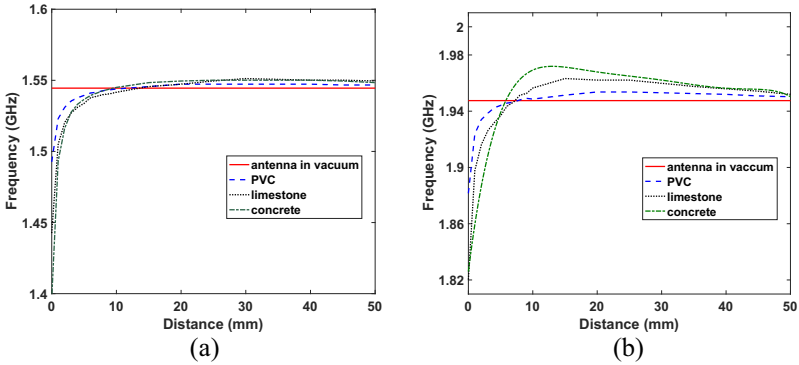 1.6
1.55
1.5
1.45
1.4
Frequency (GHz)
antenna in vacuum
PVC
limestone
concrete
0 10 20 30 40 50
Distance (mm)
(a)
2
1.98
1.94
1.9
1.86
1.82
Frequency (GHz)
antenna in vaccum
PVC
limestone
concrete
0 10 20 30 40 50
Distance (mm)
(b)